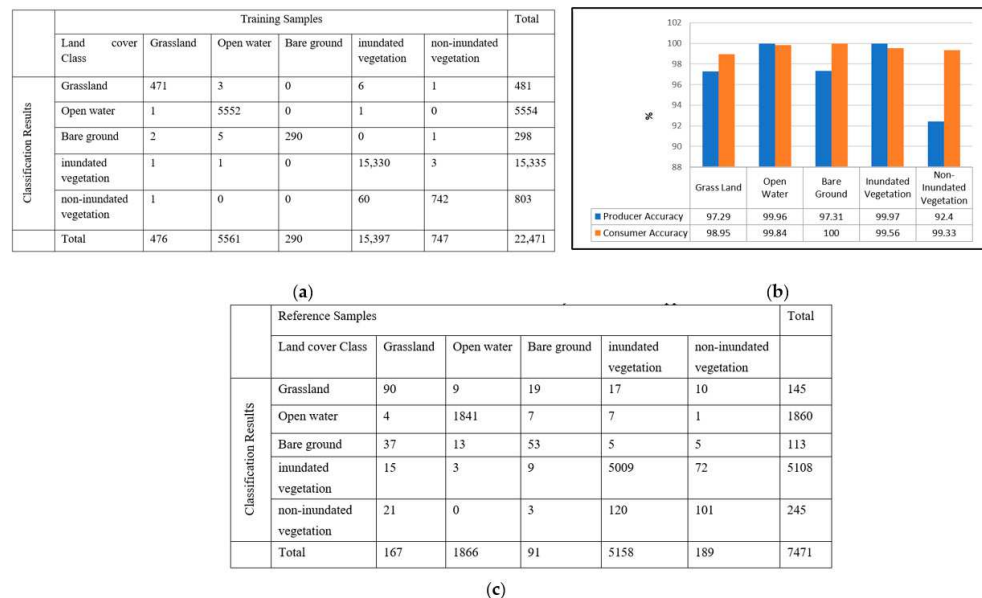 Training Samples Total
Land cover Grassland Open water Bare ground inundated non-inundated
Class vegetation vegetation
Classification Results
Grassland 471 3 0 6 1 481
Open water 1 5552 0 1 0 5554
Bare ground 2 5 290 0 1 298
inundated 1 1 0 15,330 3 15,335
vegetation
non-inundated 1 0 0 60 742 803
vegetation
Total 476 5561 290 15,397 747 22,471
(a)
102
100
98
96
94
92
90
88
%
Grass Land Open Water Bare Ground Inundated Vegetation Non-Inundated Vegetation
Producer Accuracy 97.29 99.96 97.31 99.97 92.4
Consumer Accuracy 98.95 99.84 100 99.56 99.33
(b)
Reference Samples Total
Land cover Class Grassland Open water Bare ground inundated non-inundated
vegetation vegetation
Classification Results
Grassland 90 9 19 17 10 145
Open water 4 1841 7 7 1 1860
Bare ground 37 13 53 5 5 113
inundated 15 3 9 5009 72 5108
vegetation
non-inundated 21 0 3 120 101 245
vegetation
Total 167 1866 91 5158 189 7471
(c)